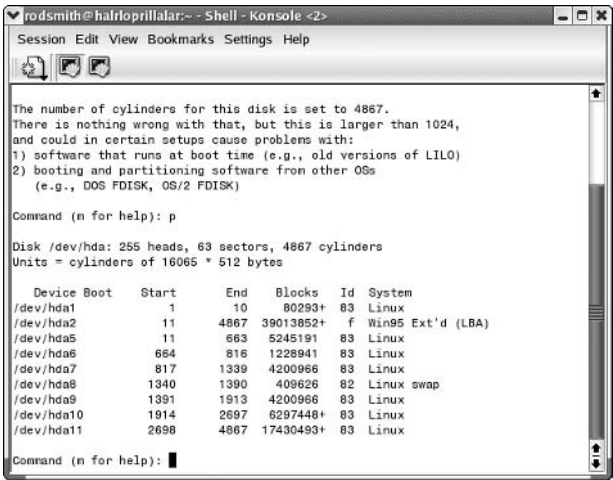 rodsmith@halrloprillalar:~ - Shell - Konsole <2>
Session Edit View Bookmarks Settings Help
The number of cylinders for this disk is set to 4867.
There is nothing wrong with that, but this is larger than 1024,
and could in certain setups cause problems with:
1) software that runs at boot time (e.g., old versions of LILO)
2) booting and partitioning software from other OSs
   (e.g., DOS FDISK, OS/2 FDISK)
Command (m for help): p
Disk /dev/hda: 255 heads, 63 sectors, 4867 cylinders
Units = cylinders of 16065 * 512 bytes
   Device Boot    Start       End    Blocks   Id  System
/dev/hda1             1        10     80293+  83  Linux
/dev/hda2            11      4867  39013852+   f  Win95 Ext'd (LBA)
/dev/hda5            11       663   5245191   83  Linux
/dev/hda6           664       816   1228941   83  Linux
/dev/hda7           817      1339   4200966   83  Linux
/dev/hda8          1340      1390    409626   82  Linux swap
/dev/hda9          1391      1913   4200966   83  Linux
/dev/hda10         1914      2697   6297448+  83  Linux
/dev/hda11         2698      4867  17430493+  83  Linux
Command (m for help):